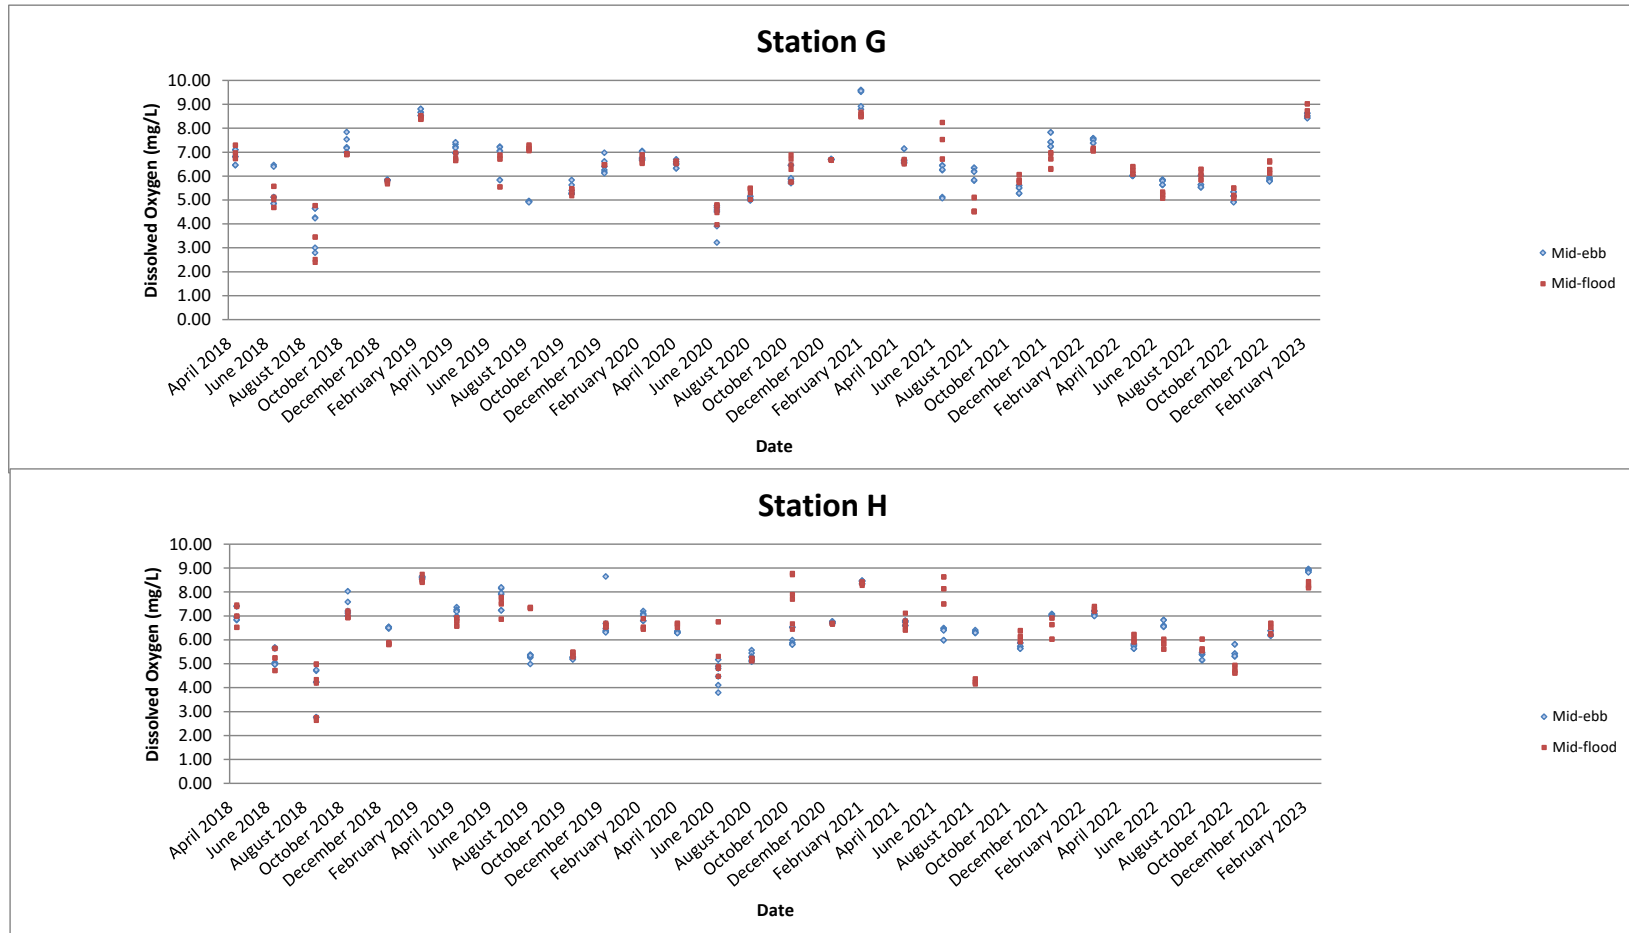 Station G
10.00
9.00
8.00
7.00
6.00
5.00
4.00
3.00
2.00
1.00
0.00
Dissolved Oxygen (mg/L)
April 2018
June 2018
August 2018
October 2018
December 2018
February 2019
April 2019
June 2019
August 2019
October 2019
December 2019
February 2020
April 2020
June 2020
August 2020
October 2020
December 2020
February 2021
April 2021
June 2021
August 2021
October 2021
December 2021
February 2022
April 2022
June 2022
August 2022
October 2022
December 2022
February 2023
Date
Mid-ebb
Mid-flood
Station H
10.00
9.00
8.00
7.00
6.00
5.00
4.00
3.00
2.00
1.00
0.00
Dissolved Oxygen (mg/L)
April 2018
June 2018
August 2018
October 2018
December 2018
February 2019
April 2019
June 2019
August 2019
October 2019
December 2019
February 2020
April 2020
June 2020
August 2020
October 2020
December 2020
February 2021
April 2021
June 2021
August 2021
October 2021
December 2021
February 2022
April 2022
June 2022
August 2022
October 2022
December 2022
February 2023
Date
Mid-ebb
Mid-flood